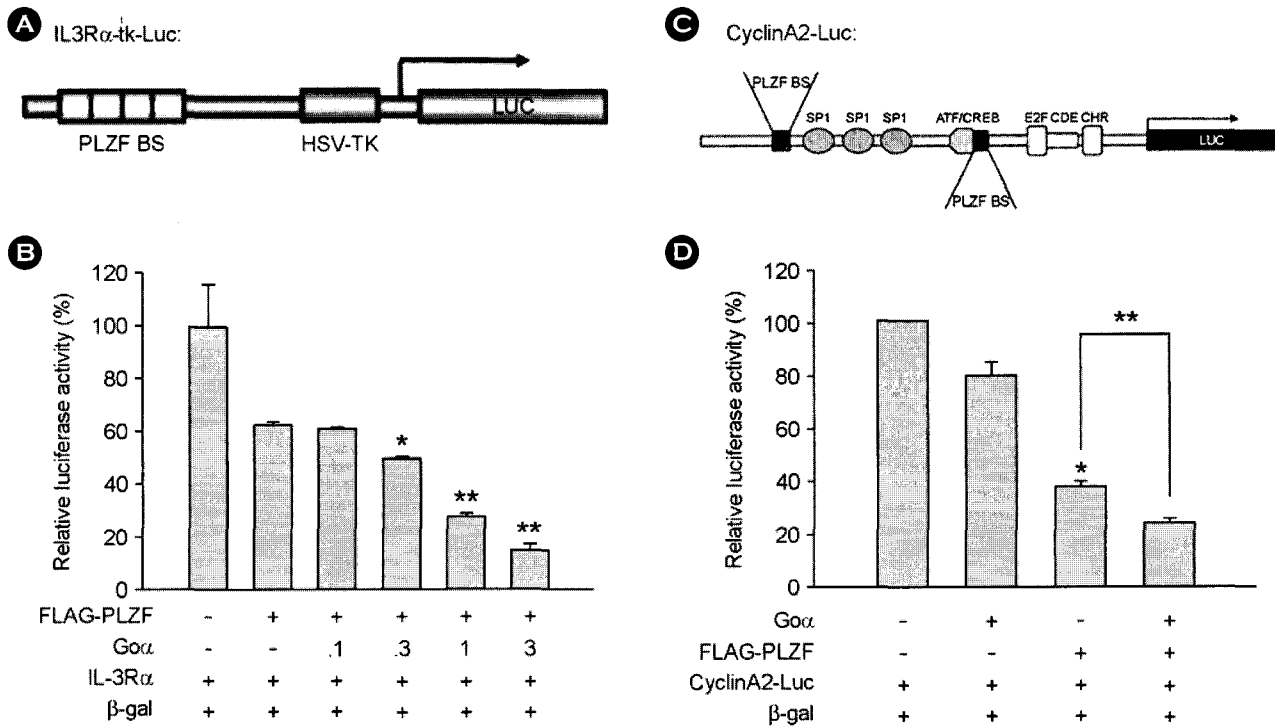 A IL3Rα-tk-Luc:
LUC
PLZF BS HSV-TK
B
Relative luciferase activity (%)
120
100
80
60
40
20
0
*
**
**
FLAG-PLZF - + + + + +
Goα - - .1 .3 1 3
IL-3Rα + + + + + +
β-gal + + + + + +
C CyclinA2-Luc:
PLZF BS
SP1 SP1 SP1 ATF/CREB E2F CDE CHR
LUC
PLZF BS
D
Relative luciferase activity (%)
120
100
80
60
40
20
0
**
*
Goα - + - +
FLAG-PLZF - - + +
CyclinA2-Luc + + + +
β-gal + + + +